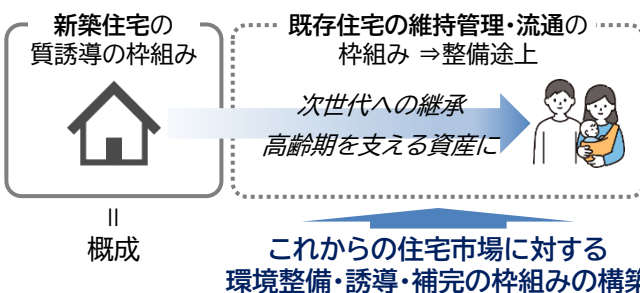 新築住宅の
質誘導の枠組み
既存住宅の維持管理・流通の
枠組み ⇒整備途上
次世代への継承
高齢期を支える資産に
＝
概成
これからの住宅市場に対する
環境整備・誘導・補完の枠組みの構築